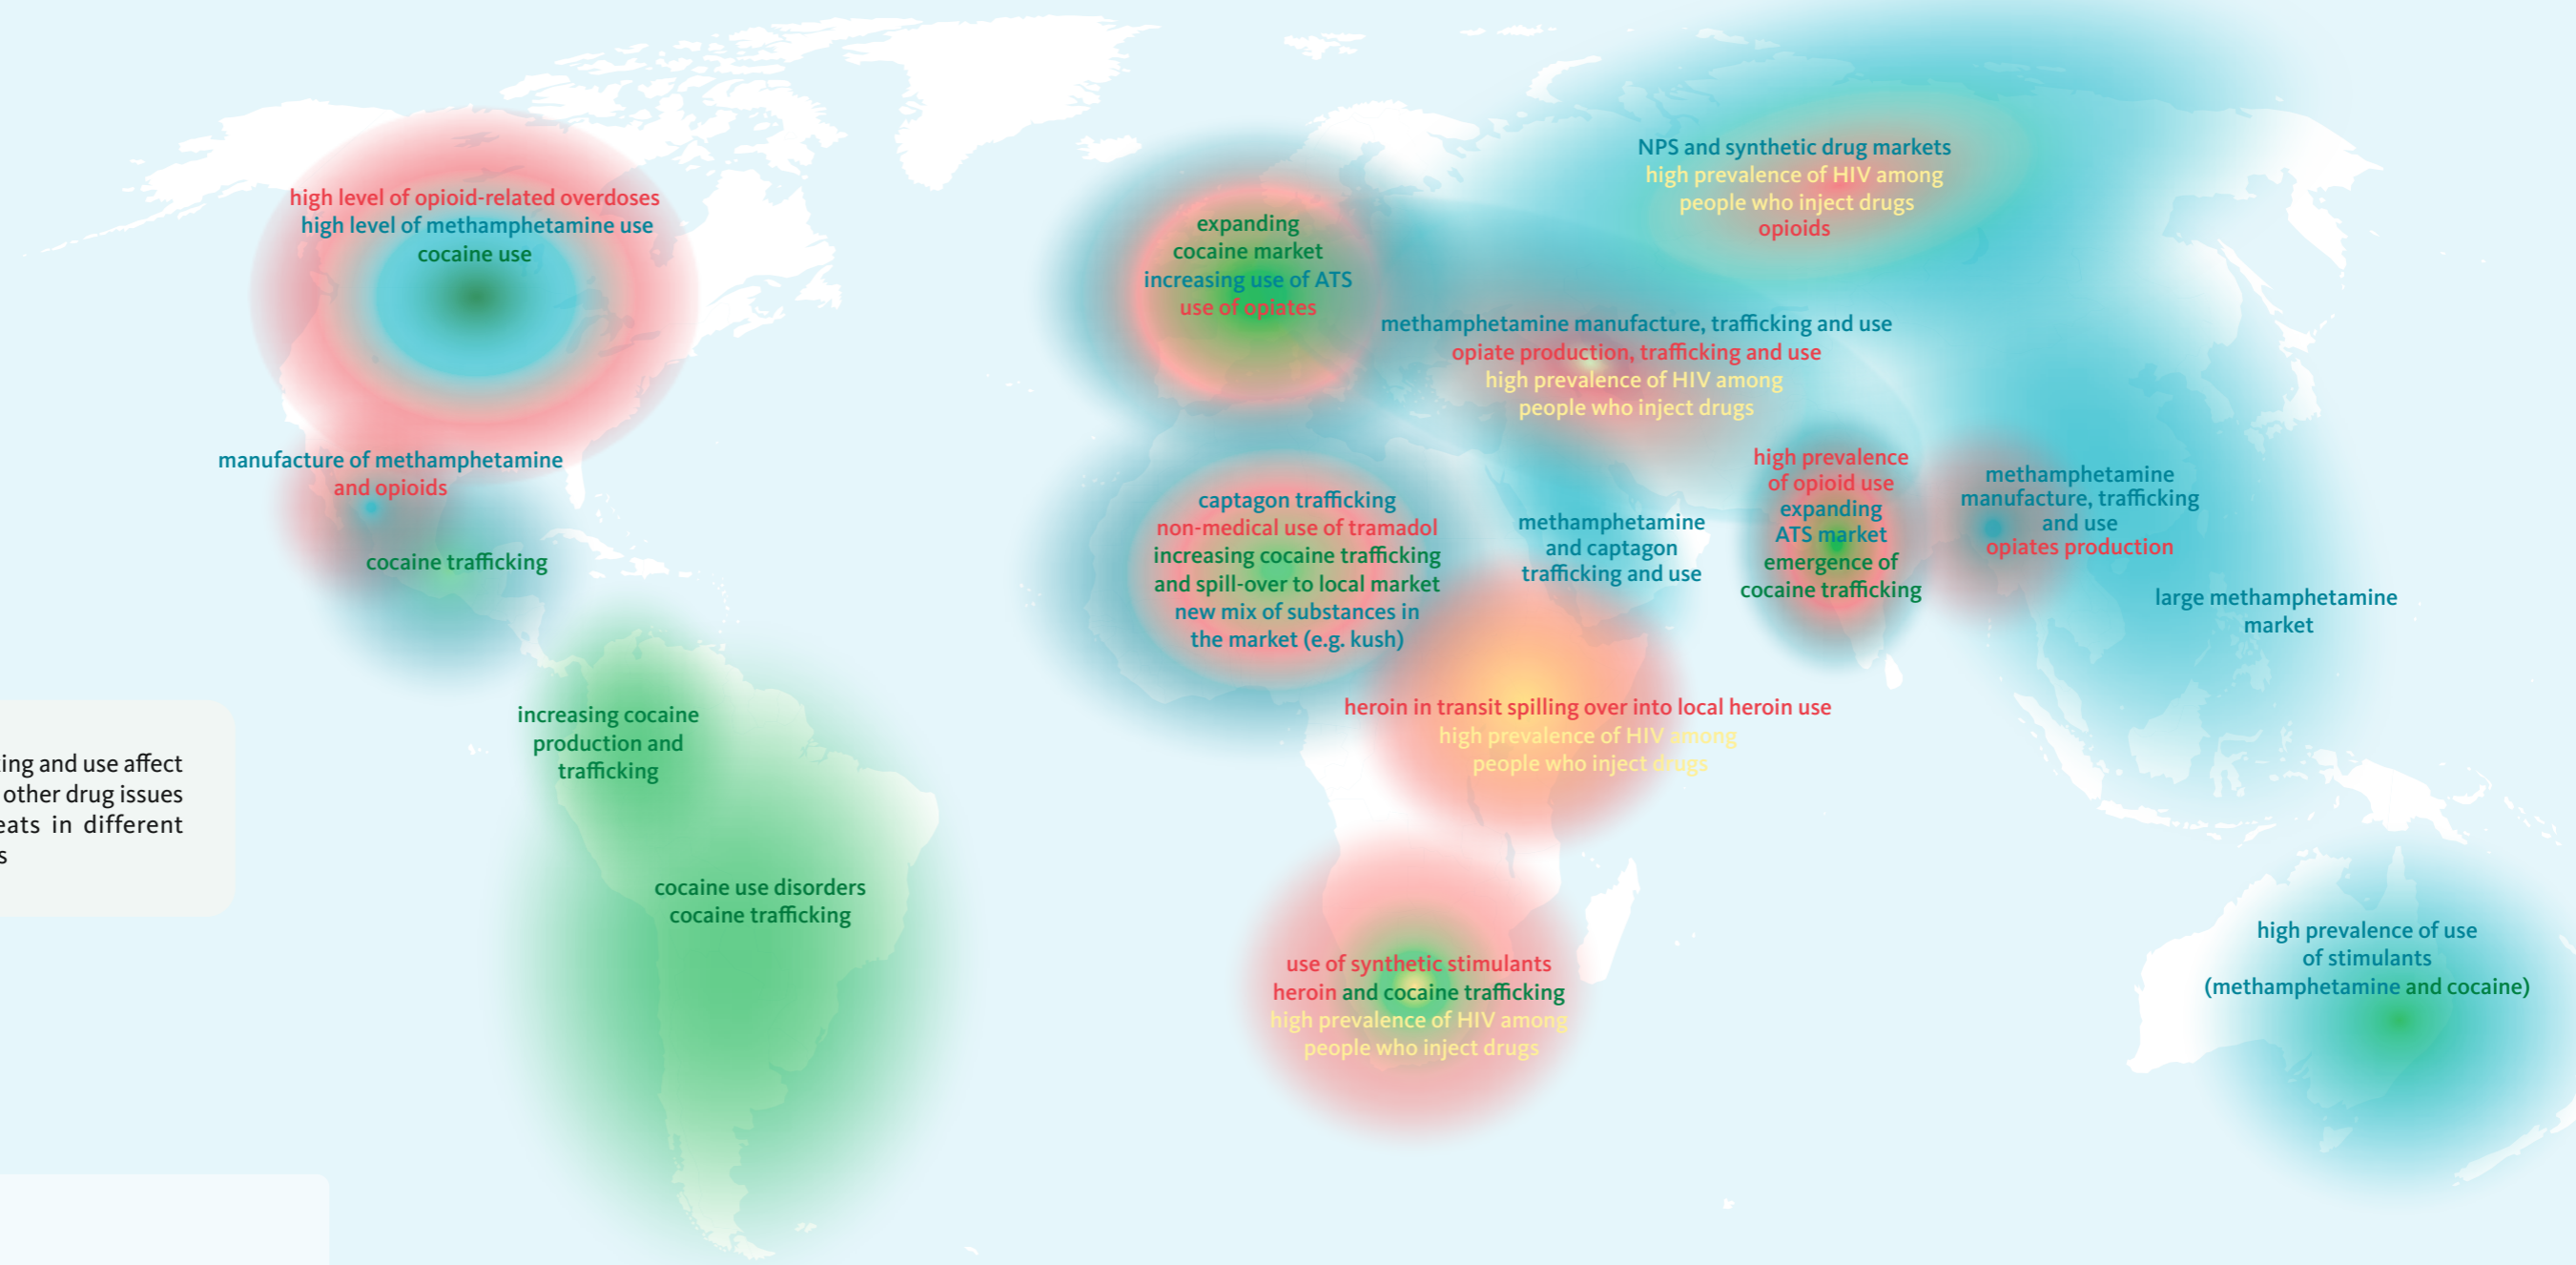 high level of opioid-related overdoses
high level of methamphetamine use
cocaine use
manufacture of methamphetamine
and opioids
cocaine trafficking
increasing cocaine
production and
trafficking
cocaine use disorders
cocaine trafficking
expanding
cocaine market
increasing use of ATS
use of opiates
NPS and synthetic drug markets
high prevalence of HIV among
people who inject drugs
opioids
methamphetamine manufacture, trafficking and use
opiate production, trafficking and use
high prevalence of HIV among
people who inject drugs
captagon trafficking
non-medical use of tramadol
increasing cocaine trafficking
and spill-over to local market
new mix of substances in
the market (e.g. kush)
methamphetamine
and captagon
trafficking and use
high prevalence
of opioid use
expanding
ATS market
emergence of
cocaine trafficking
methamphetamine
manufacture, trafficking
and use
opiates production
large methamphetamine
market
heroin in transit spilling over into local heroin use
high prevalence of HIV among
people who inject drugs
use of synthetic stimulants
heroin and cocaine trafficking
high prevalence of HIV among
people who inject drugs
high prevalence of use
of stimulants
(methamphetamine and cocaine)
and use affect
other drug issues
in different